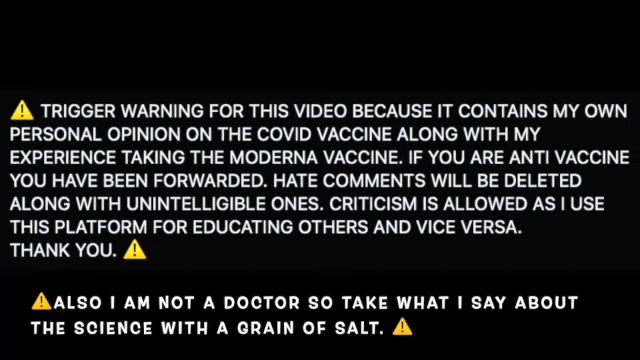 ⚠️ TRIGGER WARNING FOR THIS VIDEO BECAUSE IT CONTAINS MY OWN
PERSONAL OPINION ON THE COVID VACCINE ALONG WITH MY
EXPERIENCE TAKING THE MODERNA VACCINE. IF YOU ARE ANTI VACCINE
YOU HAVE BEEN FORWARDED. HATE COMMENTS WILL BE DELETED
ALONG WITH UNINTELLIGIBLE ONES. CRITICISM IS ALLOWED AS I USE
THIS PLATFORM FOR EDUCATING OTHERS AND VICE VERSA.
THANK YOU. ⚠️
⚠️ALSO I AM NOT A DOCTOR SO TAKE WHAT I SAY ABOUT
THE SCIENCE WITH A GRAIN OF SALT. ⚠️